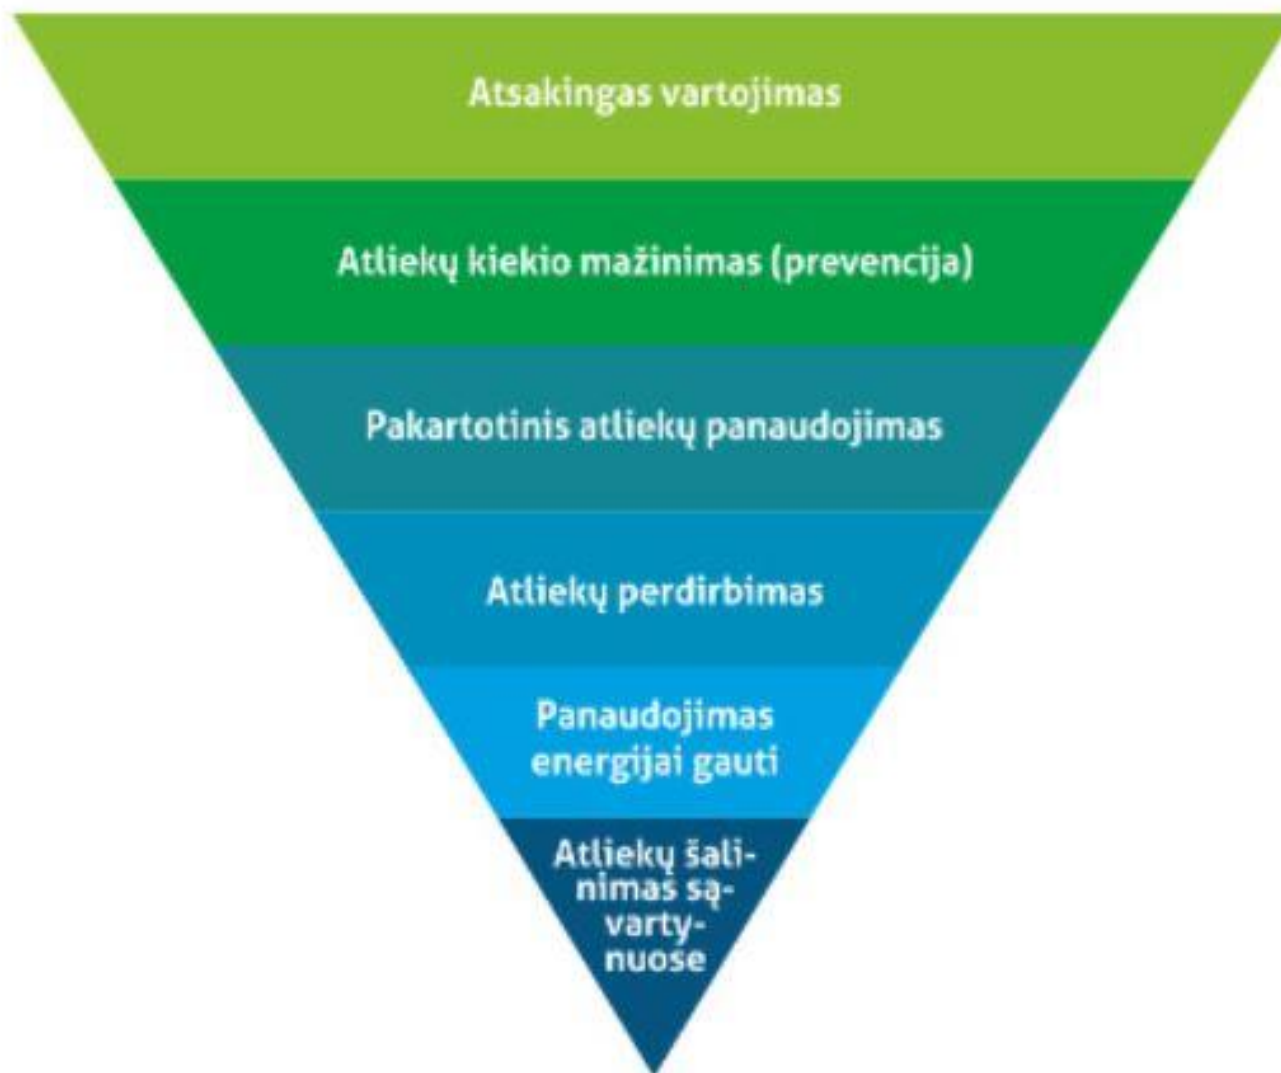 Atsakingas vartojimas
Atliekų kiekio mažinimas (prevencija)
Pakartotinis atliekų panaudojimas
Atliekų perdirbimas
Panaudojimas
energijai gauti
Atliekų šali-
nimas są-
varty-
nuose